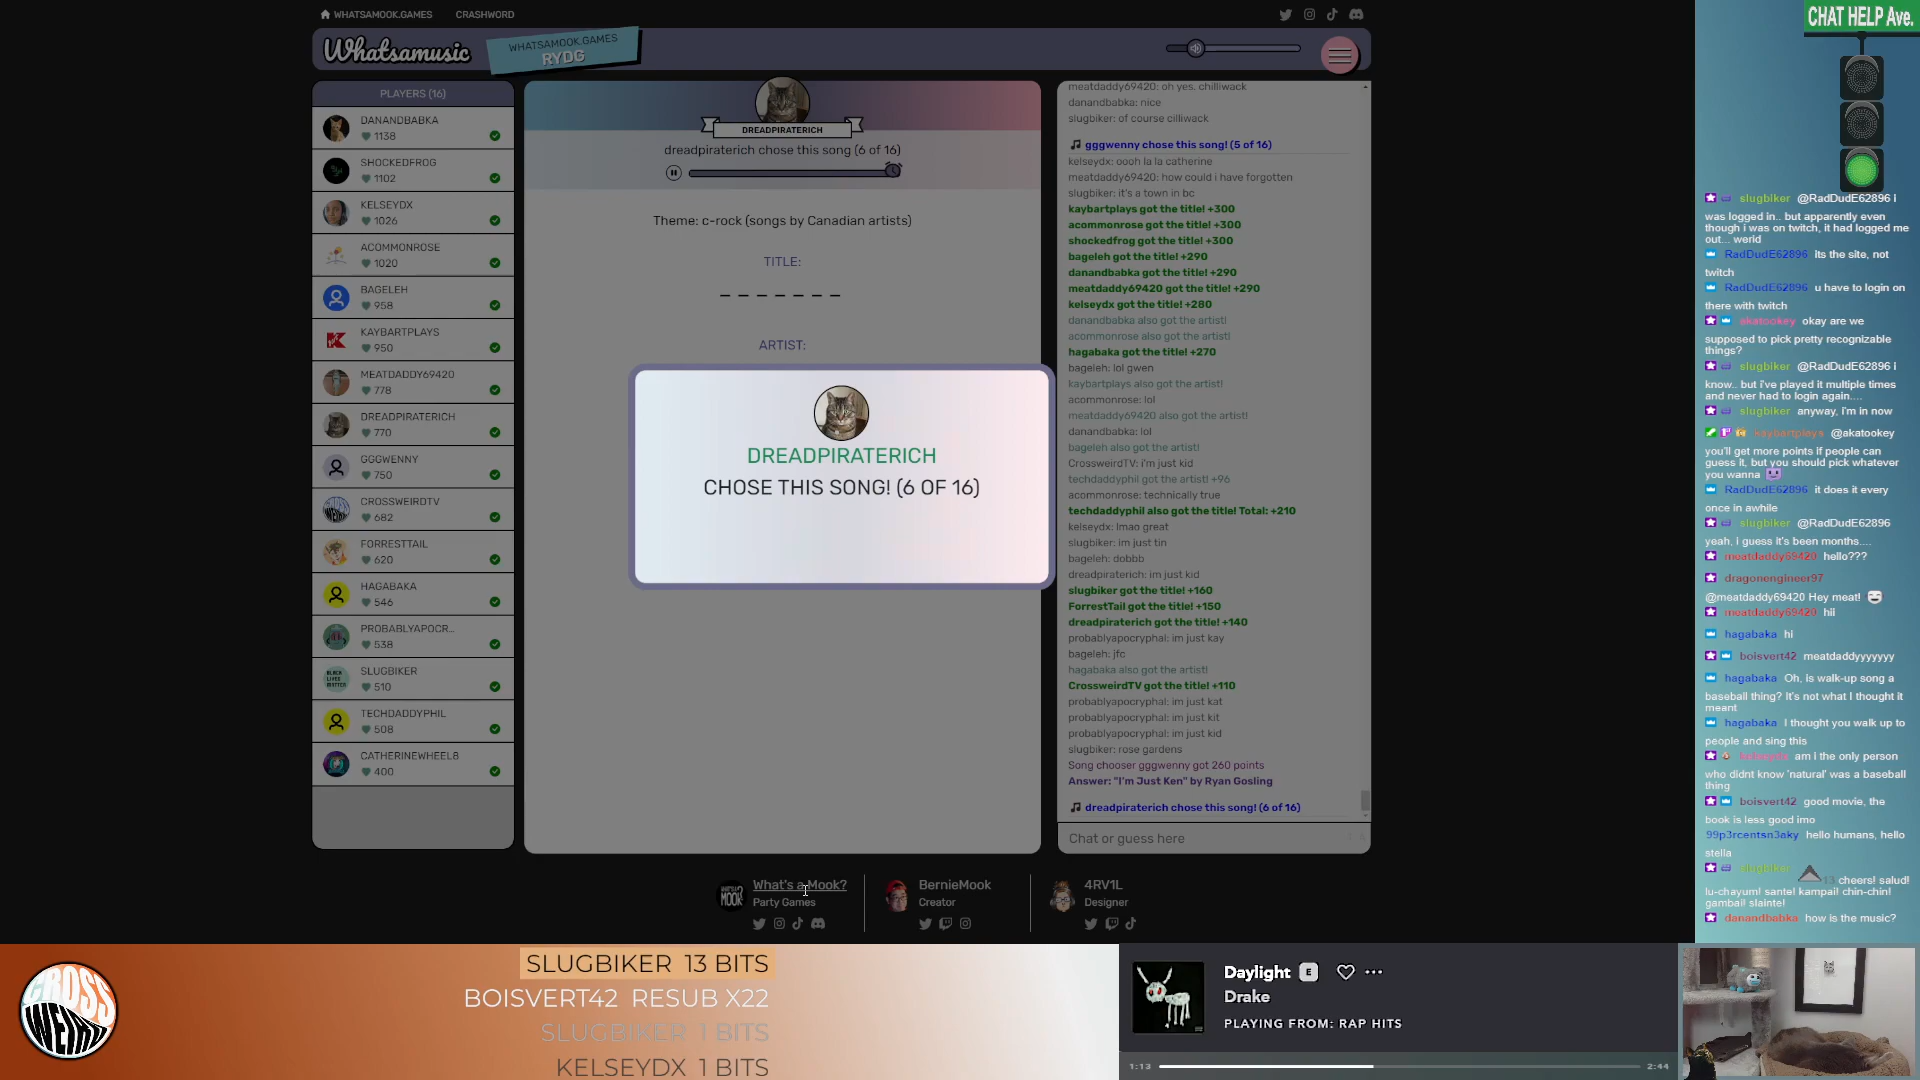 WHATSAMOOK.GAMES
CRASHWORD
Whatsamusic
WHATSAMOOK.GAMES
RYDG
PLAYERS (16)
DANANDBABKA
1138
SHOCKEDFROG
1102
KELSEYDX
1026
ACOMMONROSE
1020
BAGELEH
958
KAYBARTPLAYS
950
MEATDADDY69420
778
DREADPIRATERICH
770
GGGWENNY
750
CROSSWEIRDTV
682
FORRESTTAIL
620
HAGABAKA
546
PROBABLYAPOCR...
538
SLUGBIKER
510
TECHDADDYPHIL
508
CATHERINEWHEEL8
400
DREADPIRATERICH
dreadpiraterich chose this song (6 of 16)
Theme: c-rock (songs by Canadian artists)
TITLE:
_ _ _ _ _ _ _
ARTIST:
DREADPIRATERICH
CHOSE THIS SONG! (6 OF 16)
meatdaddy69420: oh yes. chilliwack
danandbabka: nice
slugbiker: of course cilliwack
gggwenny chose this song! (5 of 16)
kelseydx: oooh la la catherine
meatdaddy69420: how could i have forgotten
slugbiker: it's a town in bc
kaybartplays got the title! +300
acommonrose got the title! +300
shockedfrog got the title! +300
bageleh got the title! +290
danandbabka got the title! +290
meatdaddy69420 got the title! +290
kelseydx got the title! +280
danandbabka also got the artist!
acommonrose also got the artist!
hagabaka got the title! +270
bageleh: lol gwen
kaybartplays also got the artist!
acommonrose: lol
meatdaddy69420 also got the artist!
danandbabka: lol
bageleh also got the artist!
CrossweirdTV: i'm just kid
techdaddyphil got the artist! +96
acommonrose: technically true
techdaddyphil also got the title! Total: +210
kelseydx: lmao great
slugbiker: im just tin
bageleh: dobbb
dreadpiraterich: im just kid
slugbiker got the title! +160
ForrestTail got the title! +150
dreadpiraterich got the title! +140
probablyapocryphal: im just kay
bageleh: jfc
hagabaka also got the artist!
CrossweirdTV got the title! +110
probablyapocryphal: im just kat
probablyapocryphal: im just kit
probablyapocryphal: im just kid
slugbiker: rose gardens
Song chooser gggwenny got 260 points
Answer: "I'm Just Ken" by Ryan Gosling
dreadpiraterich chose this song! (6 of 16)
Chat or guess here
What's a Mook?
Party Games
BernieMook
Creator
4RV1L
Designer
CHAT HELP Ave.
slugbiker @RadDudE62896 i
was logged in.. but apparently even
though i was on twitch, it had logged me
out... werid
RadDudE62896 its the site, not
twitch
RadDudE62896 u have to login on
there with twitch
akatookey okay are we
supposed to pick pretty recognizable
things?
slugbiker @RadDudE62896 i
know.. but i've played it multiple times
and never had to login again....
slugbiker anyway, i'm in now
kaybartplays @akatookey
you'll get more points if people can
guess it, but you should pick whatever
you wanna
RadDudE62896 it does it every
once in awhile
slugbiker @RadDudE62896
yeah, i guess it's been months....
meatdaddy69420 hello???
dragonengineer97
@meatdaddy69420 Hey meat!
meatdaddy69420 hii
hagabaka hi
boisvert42 meatdaddyyyyyyy
hagabaka Oh, is walk-up song a
baseball thing? It's not what I thought it
meant
hagabaka I thought you walk up to
people and sing this
kelseydx am i the only person
who didnt know 'natural' was a baseball
thing
boisvert42 good movie, the
book is less good imo
99p3rcentsn3aky hello humans, hello
stella
slugbiker 13 cheers! salud!
lu-chayum! sante! kampai! chin-chin!
gambai! slainte!
danandbabka how is the music?
CROSS
WEIRD
SLUGBIKER 13 BITS
BOISVERT42 RESUB X22
SLUGBIKER 1 BITS
KELSEYDX 1 BITS
Daylight E
Drake
PLAYING FROM: RAP HITS
1:13
2:44